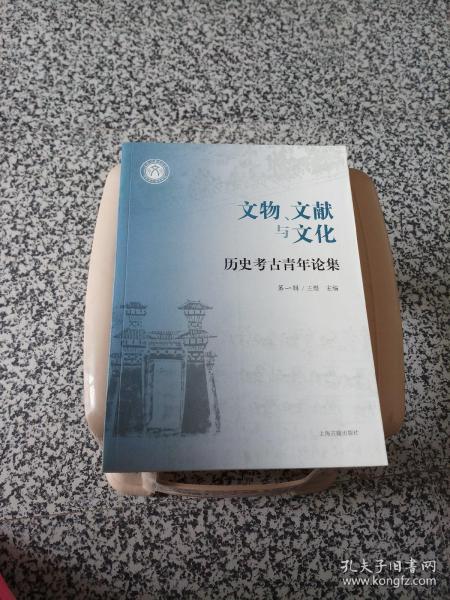 文物、文献
与文化
历史考古青年论集
第一辑/王煜 主编
上海古籍出版社
孔夫子旧书网
www.kongfz.com